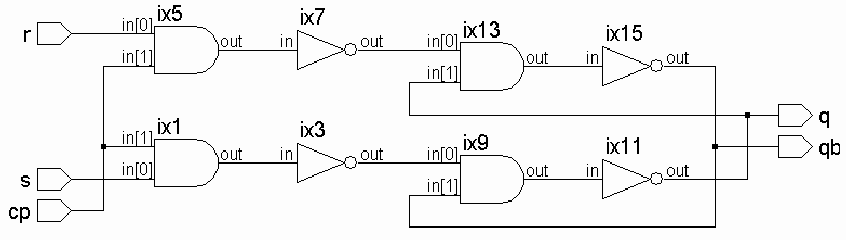 ix5
ix7
ix13
ix15
r
in[0]
out
in
out
in[0]
out
in
out
in[1]
in[1]
q
ix1
ix3
ix9
ix11
qb
in[1]
out
in
out
in[0]
out
in
out
s
in[0]
in[1]
cp